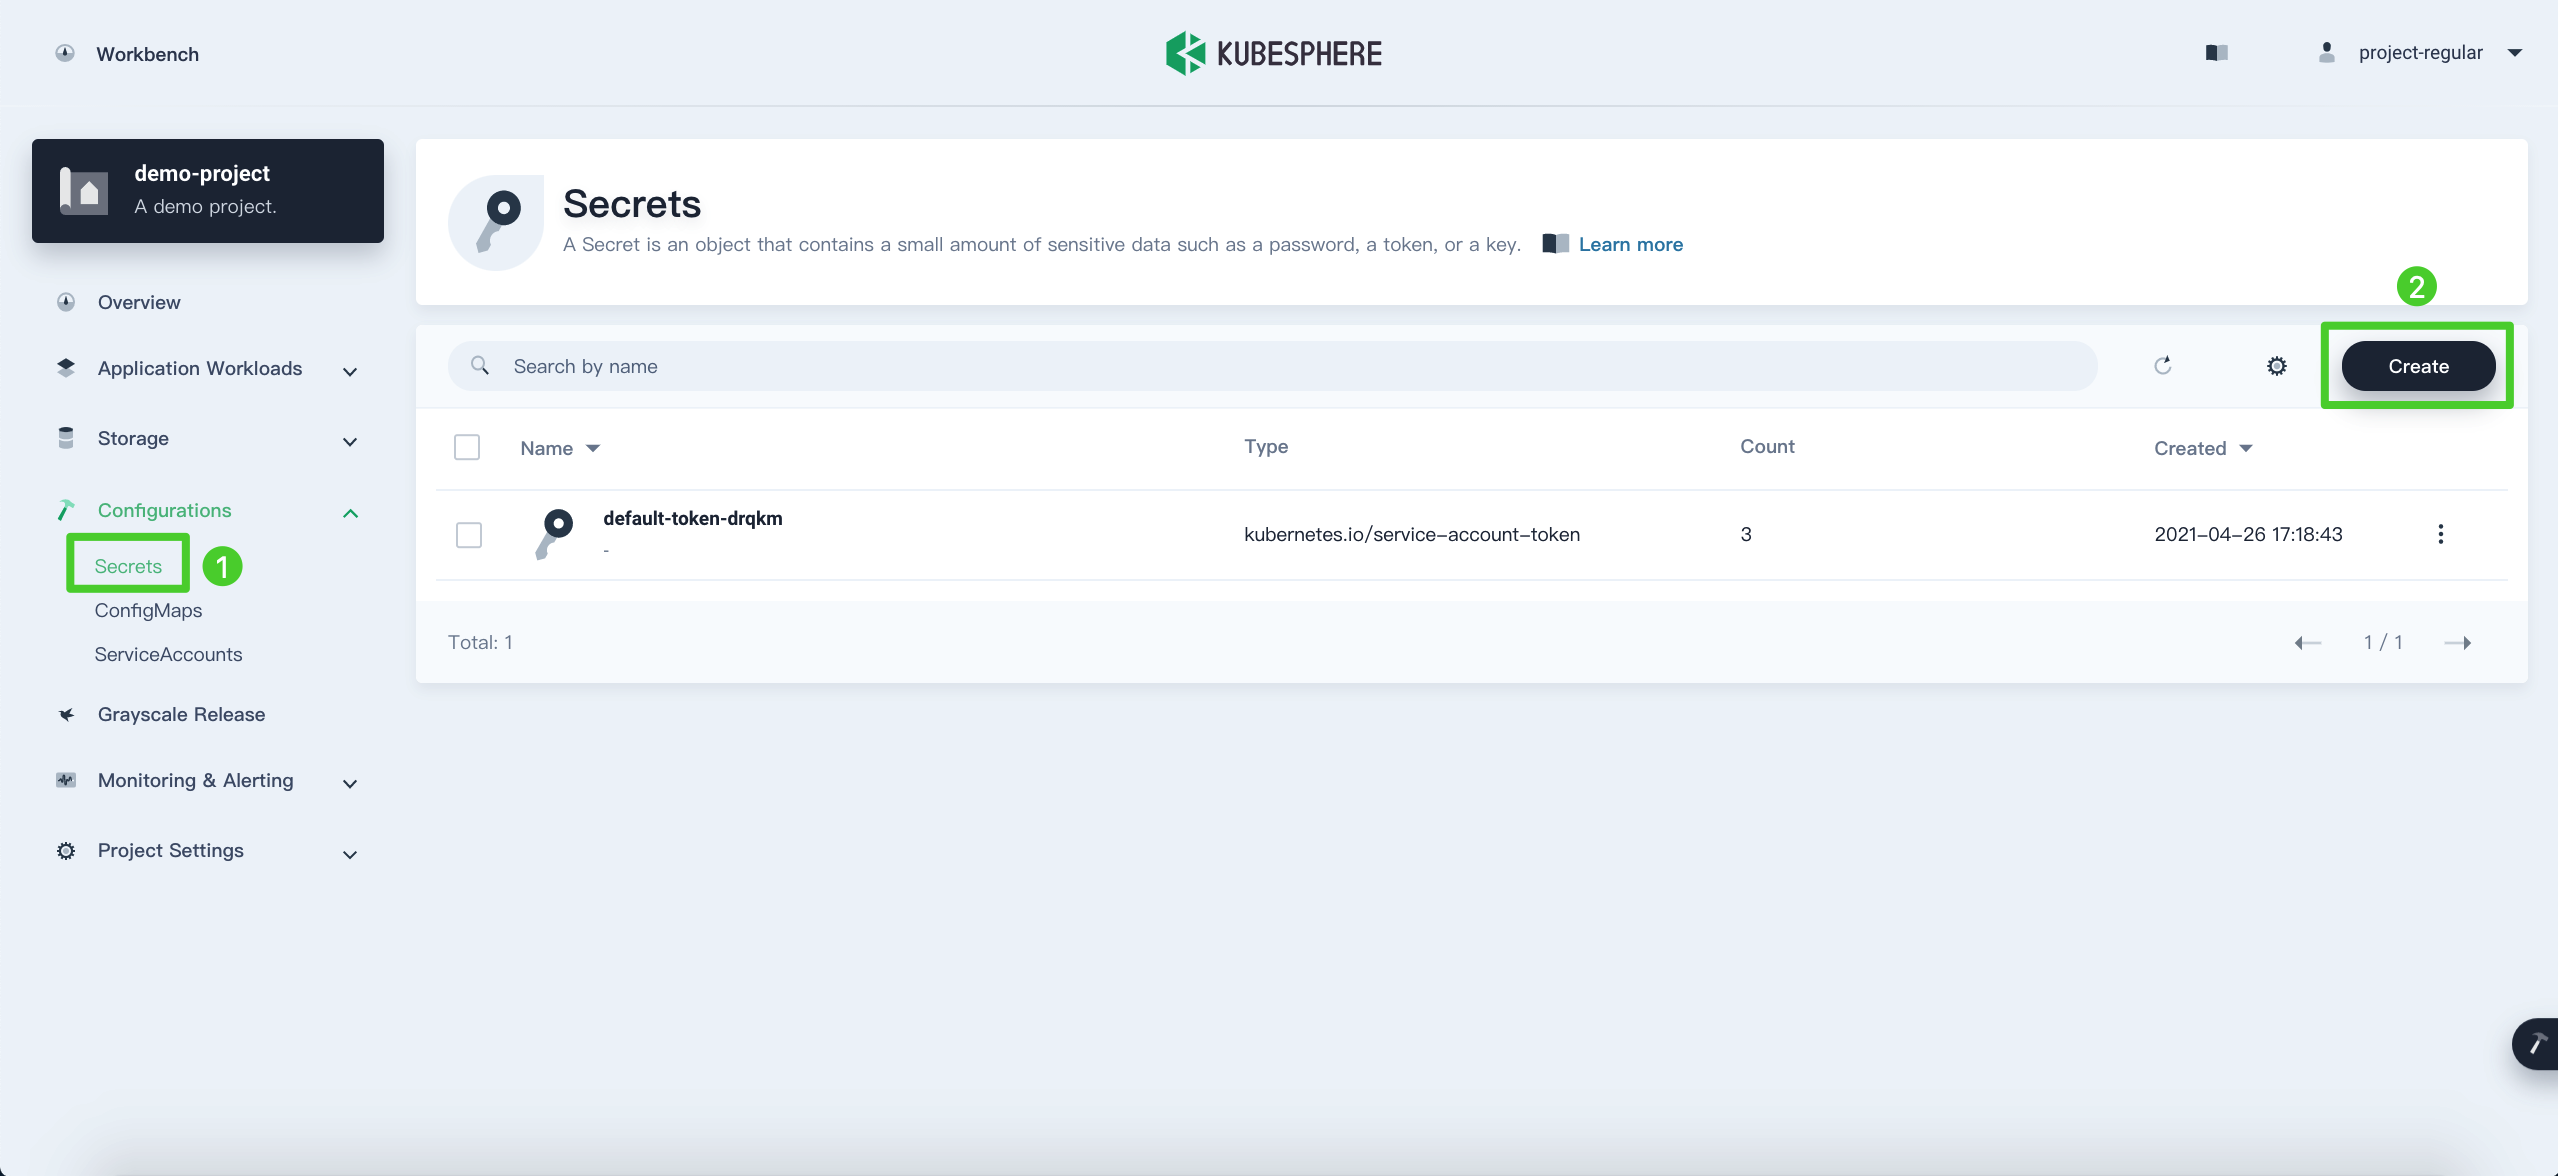 Workbench
KUBESPHERE
project-regular
demo-project
A demo project.
Overview
Application Workloads
Storage
Configurations
Secrets
1
ConfigMaps
ServiceAccounts
Grayscale Release
Monitoring & Alerting
Project Settings
Secrets
A Secret is an object that contains a small amount of sensitive data such as a password, a token, or a key. Learn more
2
Search by name
Create
Name Type Count Created
default-token-drqkm
-
kubernetes.io/service-account-token 3 2021-04-26 17:18:43
Total: 1
1 / 1